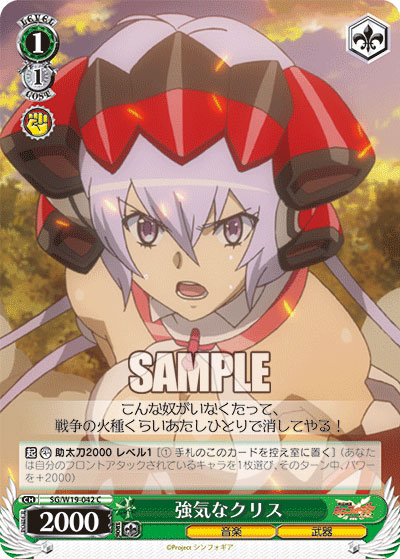 LEVEL
1
1
COST
SAMPLE
こんな奴がいなくたって、
戦争の火種くらいあたしひとりで消してやる！
起 助太刀2000 レベル1 [① 手札のこのカードを控え室に置く] (あなた
は自分のフロントアタックされているキャラを1枚選び、そのターン中、パワー
を+2000)
CH SG/W19-042 C
2000
強気なクリス
音楽 武器
©Project シンフォギア